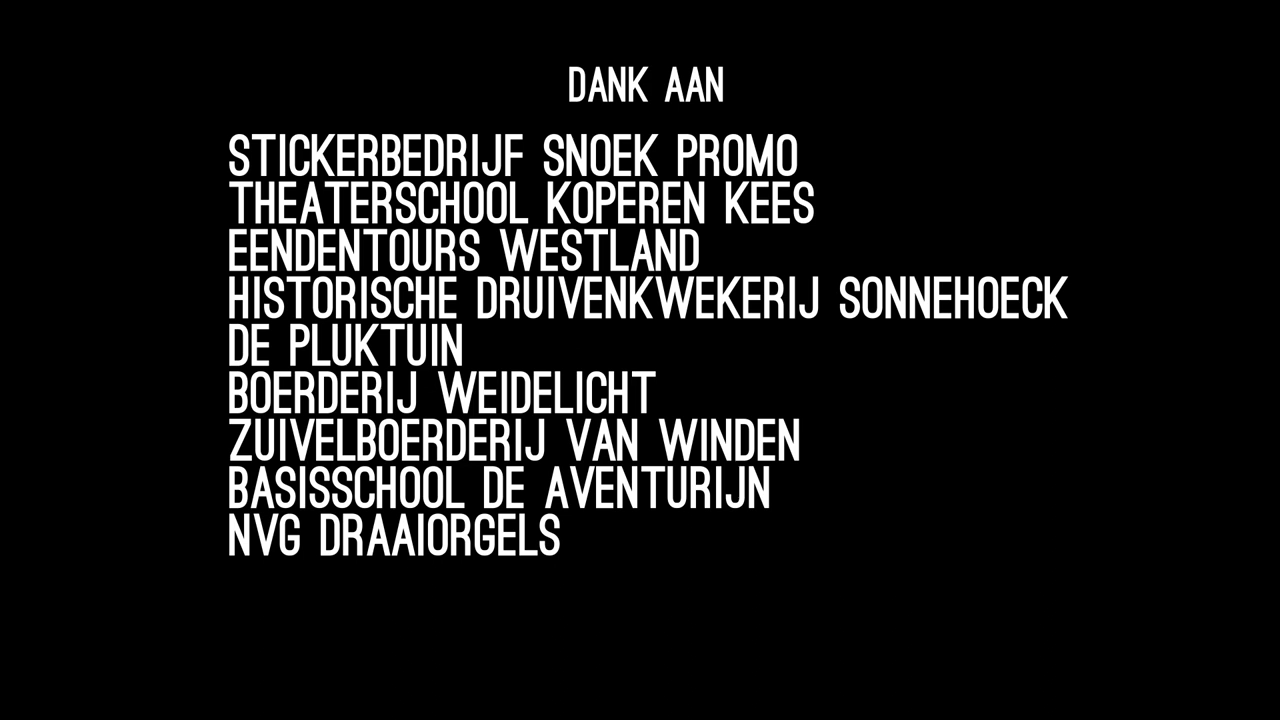 DANK AAN
STICKERBEDRIJF SNOEK PROMO
THEATERSCHOOL KOPEREN KEES
EENDENTOURS WESTLAND
HISTORISCHE DRUIVENKWEKERIJ SONNEHOECK
DE PLUKTUIN
BOERDERIJ WEIDELICHT
ZUIVELBOERDERIJ VAN WINDEN
BASISSCHOOL DE AVENTURIJN
NVG DRAAIORGELS